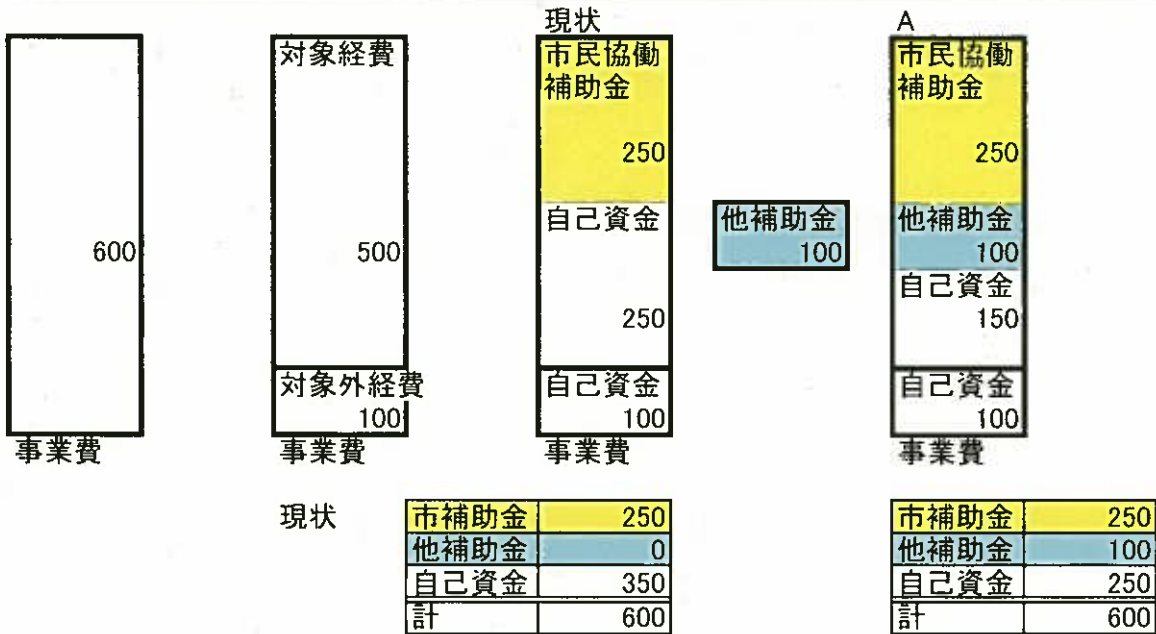 現状
A
600
事業費
対象経費
500
対象外経費
100
事業費
市民協働
補助金
250
自己資金
250
自己資金
100
事業費
他補助金
100
市民協働
補助金
250
他補助金
100
自己資金
150
自己資金
100
事業費
現状
市補助金 250
他補助金 0
自己資金 350
計 600
市補助金 250
他補助金 100
自己資金 250
計 600